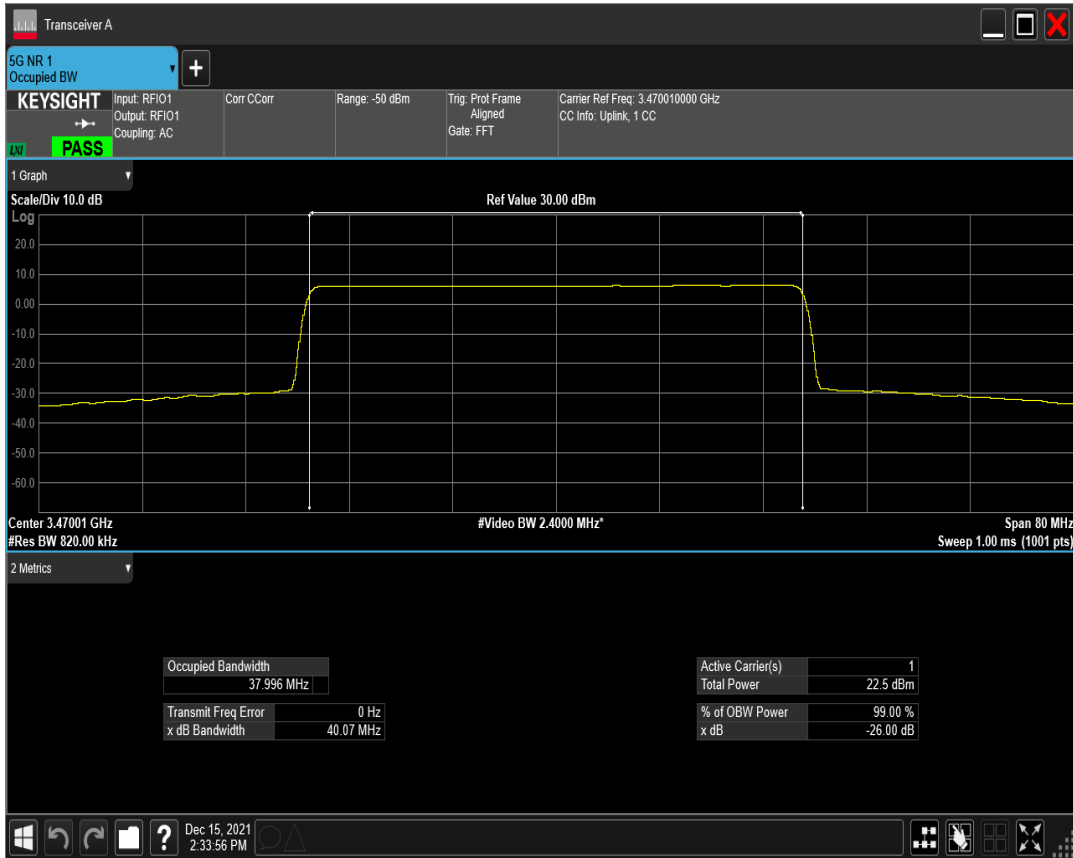 Transceiver A
5G NR 1
Occupied BW
KEYSIGHT
LXI
PASS
Input: RFIO1
Output: RFIO1
Coupling: AC
Corr CCorr
Range: -50 dBm
Trig: Prot Frame
Aligned
Gate: FFT
Carrier Ref Freq: 3.470010000 GHz
CC Info: Uplink, 1 CC
1 Graph
Scale/Div 10.0 dB
Ref Value 30.00 dBm
Log
20.0
10.0
0.00
-10.0
-20.0
-30.0
-40.0
-50.0
-60.0
Center 3.47001 GHz
#Video BW 2.4000 MHz*
Span 80 MHz
#Res BW 820.00 kHz
Sweep 1.00 ms (1001 pts)
2 Metrics
Occupied Bandwidth
37.996 MHz
Transmit Freq Error 0 Hz
x dB Bandwidth 40.07 MHz
Active Carrier(s) 1
Total Power 22.5 dBm
% of OBW Power 99.00 %
x dB -26.00 dB
?
Dec 15, 2021
2:33:56 PM